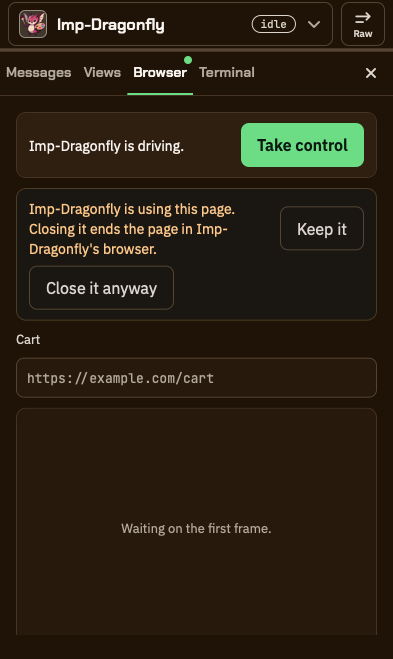 Imp-Dragonfly
idle
Raw
Messages Views Browser Terminal
Imp-Dragonfly is driving.
Take control
Imp-Dragonfly is using this page.
Closing it ends the page in Imp-
Dragonfly's browser.
Keep it
Close it anyway
Cart
https://example.com/cart
Waiting on the first frame.